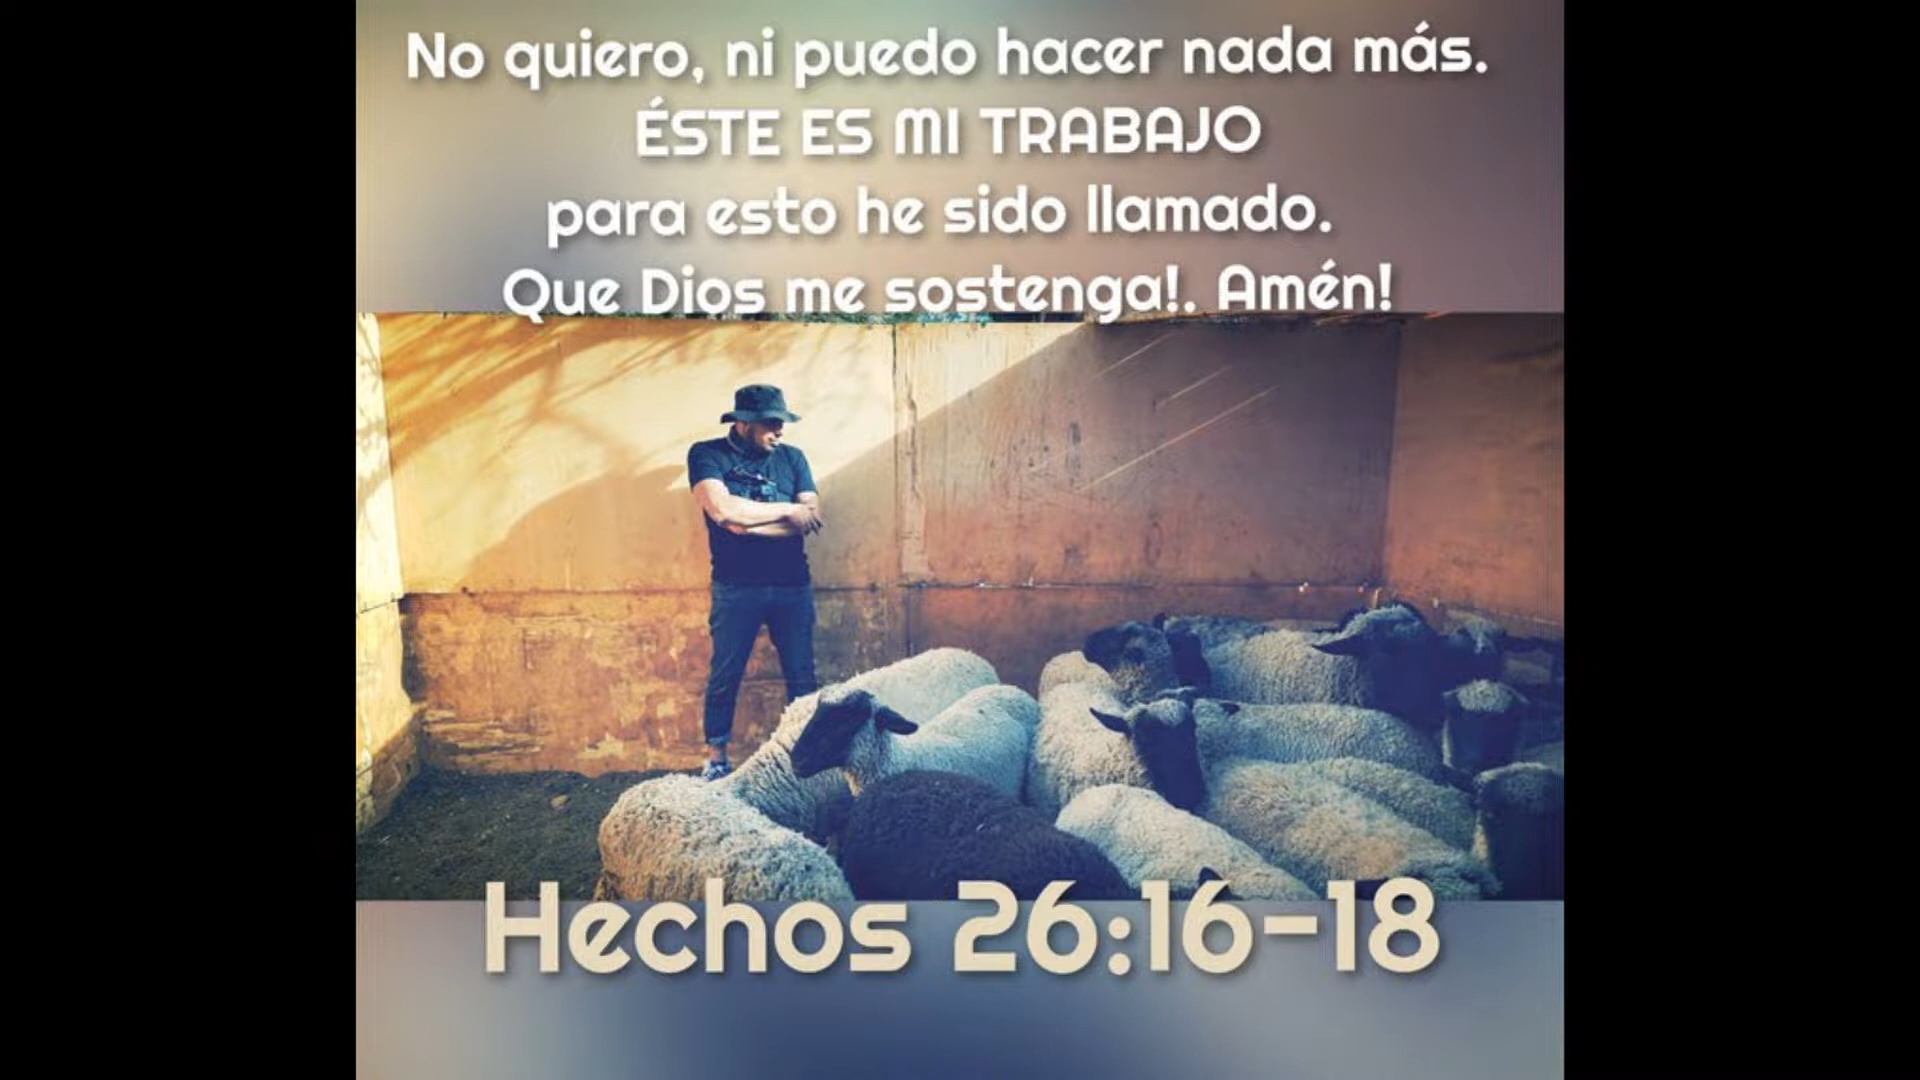 No quiero, ni puedo hacer nada más.
ÉSTE ES MI TRABAJO
para esto he sido llamado.
Que Dios me sostenga!. Amén!
Hechos 26:16-18